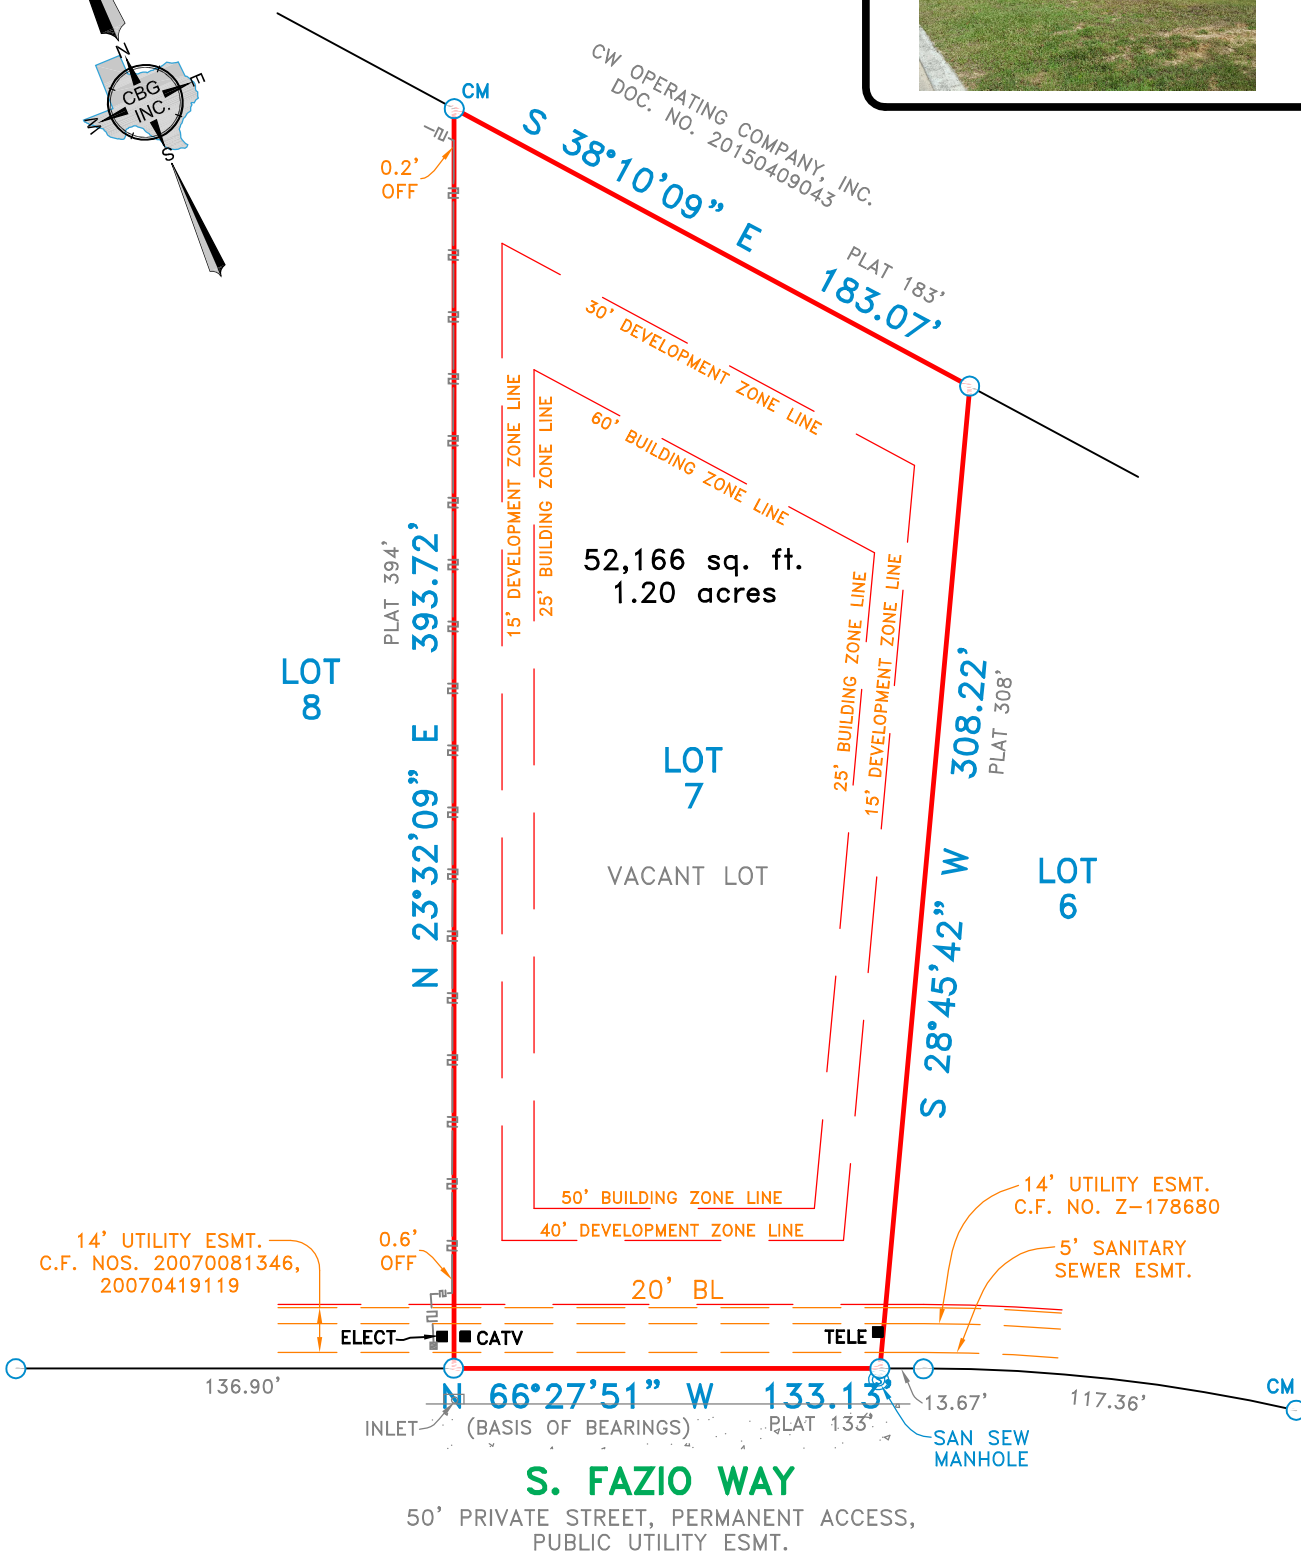 N
E
CBG
INC.
W
S
CM
CW OPERATING COMPANY, INC.
DOC. NO. 20150409043
0.2'
OFF
S 38°10'09" E 183.07'
PLAT 183'
30' DEVELOPMENT ZONE LINE
60' BUILDING ZONE LINE
15' DEVELOPMENT ZONE LINE
25' BUILDING ZONE LINE
52,166 sq. ft.
1.20 acres
PLAT 394'
N 23°32'09" E 393.72'
25' BUILDING ZONE LINE
15' DEVELOPMENT ZONE LINE
S 28°45'42" W 308.22'
PLAT 308'
LOT
8
LOT
7
VACANT LOT
LOT
6
50' BUILDING ZONE LINE
40' DEVELOPMENT ZONE LINE
14' UTILITY ESMT.
C.F. NO. Z-178680
5' SANITARY
SEWER ESMT.
14' UTILITY ESMT.
C.F. NOS. 20070081346,
20070419119
0.6'
OFF
20' BL
ELECT
CATV
TELE
136.90'
N 66°27'51" W 133.13'
13.67'
117.36'
CM
INLET
(BASIS OF BEARINGS)
PLAT 133'
SAN SEW
MANHOLE
S. FAZIO WAY
50' PRIVATE STREET, PERMANENT ACCESS,
PUBLIC UTILITY ESMT.